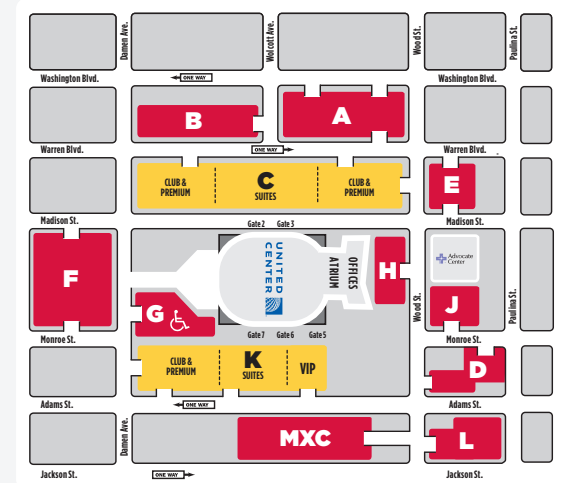 Damen Ave.
Wolcott Ave.
Wood St.
Paulina St.
Washington Blvd.
ONE WAY
Washington Blvd.
B
A
Warren Blvd.
ONE WAY
Warren Blvd.
CLUB &
PREMIUM
C
SUITES
CLUB &
PREMIUM
E
Madison St.
Madison St.
Gate 2 Gate 3
F
UNITED
CENTER
OFFICES
ATRIUM
H
Advocate
Center
G
Wood St.
J
Paulina St.
Monroe St.
Gate 7 Gate 6 Gate 5
Monroe St.
CLUB &
PREMIUM
K
SUITES
VIP
D
Adams St.
ONE WAY
Adams St.
Damen Ave.
MXC
L
Jackson St.
ONE WAY
Jackson St.